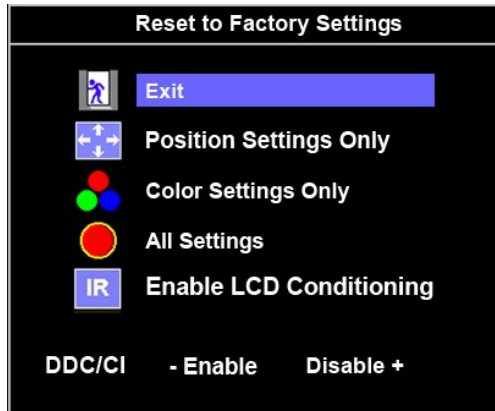 Reset to Factory Settings
Exit
Position Settings Only
Color Settings Only
All Settings
IR Enable LCD Conditioning
DDC/CI - Enable Disable +